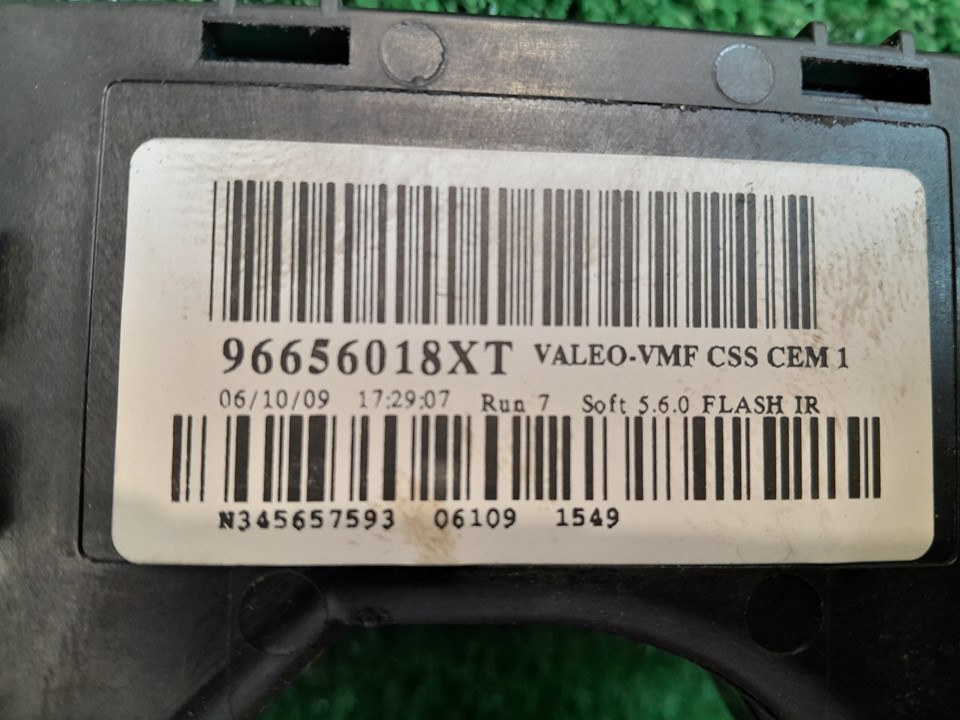 96656018XT VALEO-VMF CSS CEM 1
06/10/09 17:29:07 Run 7 Soft 5.6.0 FLASH IR
N345657593 06109 1549